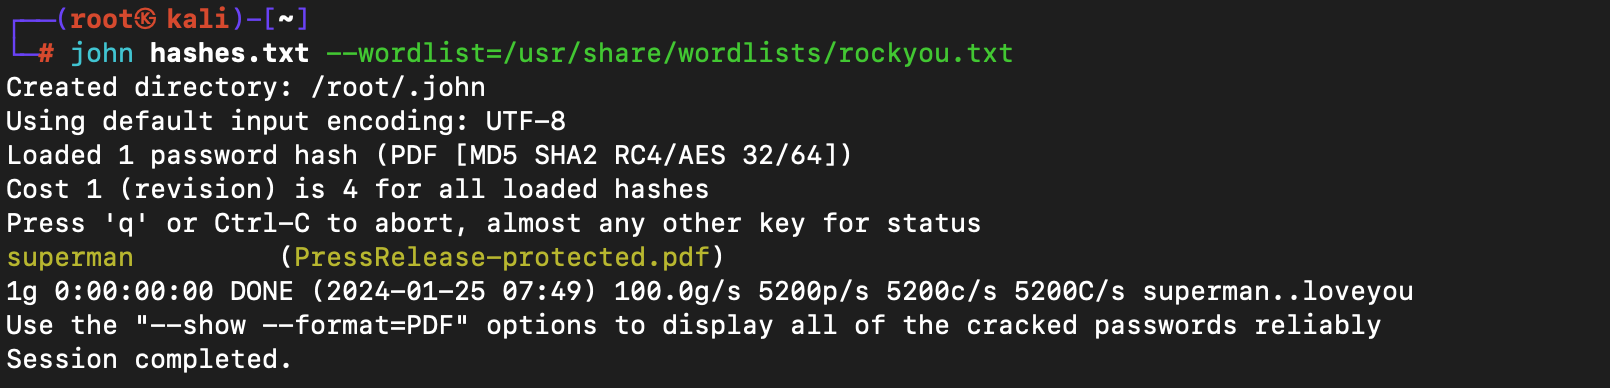 ┌──(root㉿kali)-[~]
└─# john hashes.txt --wordlist=/usr/share/wordlists/rockyou.txt
Created directory: /root/.john
Using default input encoding: UTF-8
Loaded 1 password hash (PDF [MD5 SHA2 RC4/AES 32/64])
Cost 1 (revision) is 4 for all loaded hashes
Press 'q' or Ctrl-C to abort, almost any other key for status
superman         (PressRelease-protected.pdf)
1g 0:00:00:00 DONE (2024-01-25 07:49) 100.0g/s 5200p/s 5200c/s 5200C/s superman..loveyou
Use the "--show --format=PDF" options to display all of the cracked passwords reliably
Session completed.